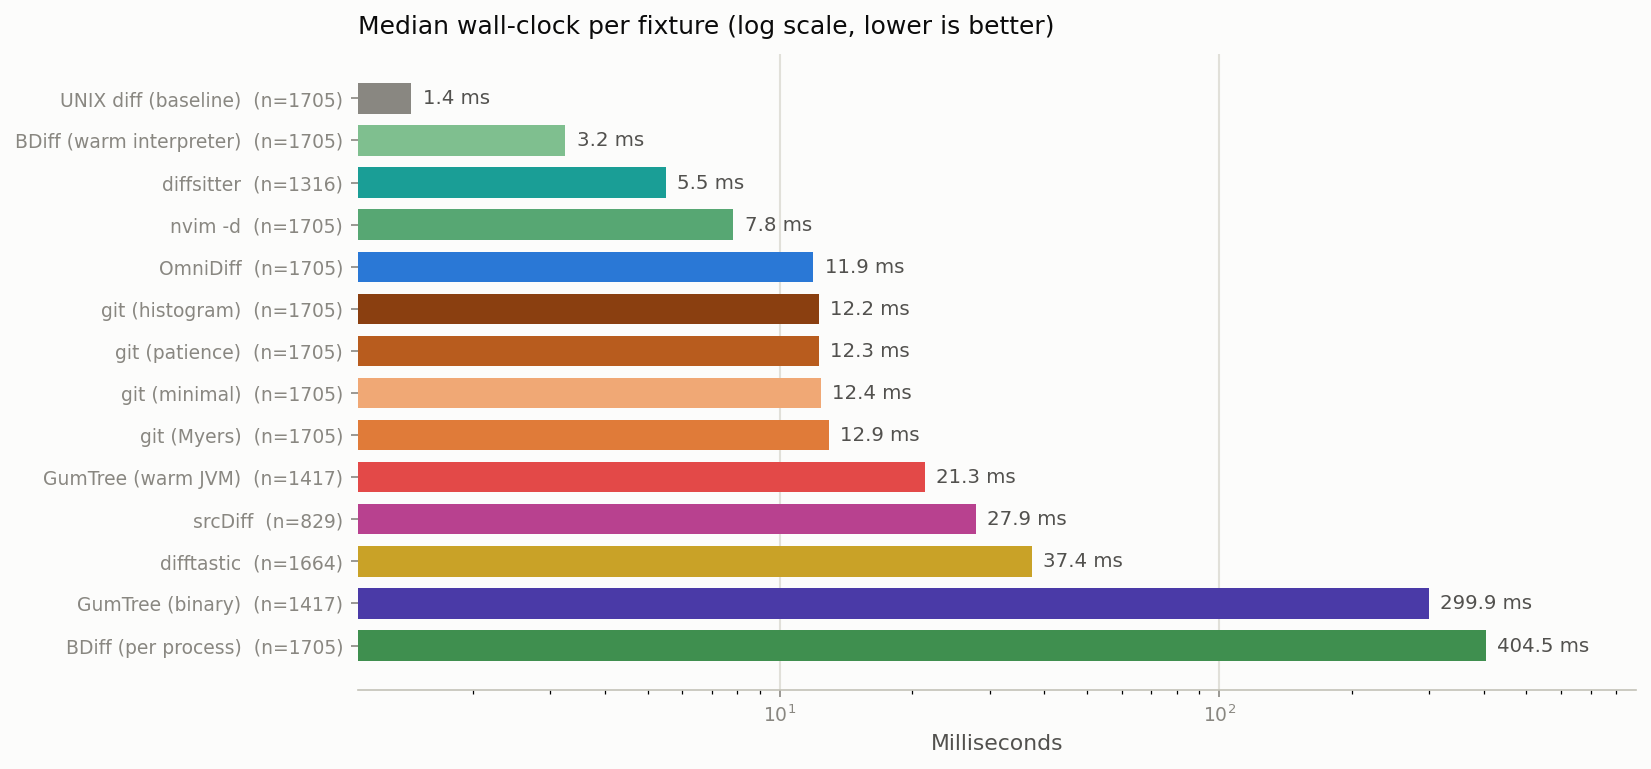 Median wall-clock per fixture (log scale, lower is better)
UNIX diff (baseline)  (n=1705) 1.4 ms
BDiff (warm interpreter)  (n=1705) 3.2 ms
diffsitter  (n=1316) 5.5 ms
nvim -d  (n=1705) 7.8 ms
OmniDiff  (n=1705) 11.9 ms
git (histogram)  (n=1705) 12.2 ms
git (patience)  (n=1705) 12.3 ms
git (minimal)  (n=1705) 12.4 ms
git (Myers)  (n=1705) 12.9 ms
GumTree (warm JVM)  (n=1417) 21.3 ms
srcDiff  (n=829) 27.9 ms
difftastic  (n=1664) 37.4 ms
GumTree (binary)  (n=1417) 299.9 ms
BDiff (per process)  (n=1705) 404.5 ms
10¹ 10²
Milliseconds